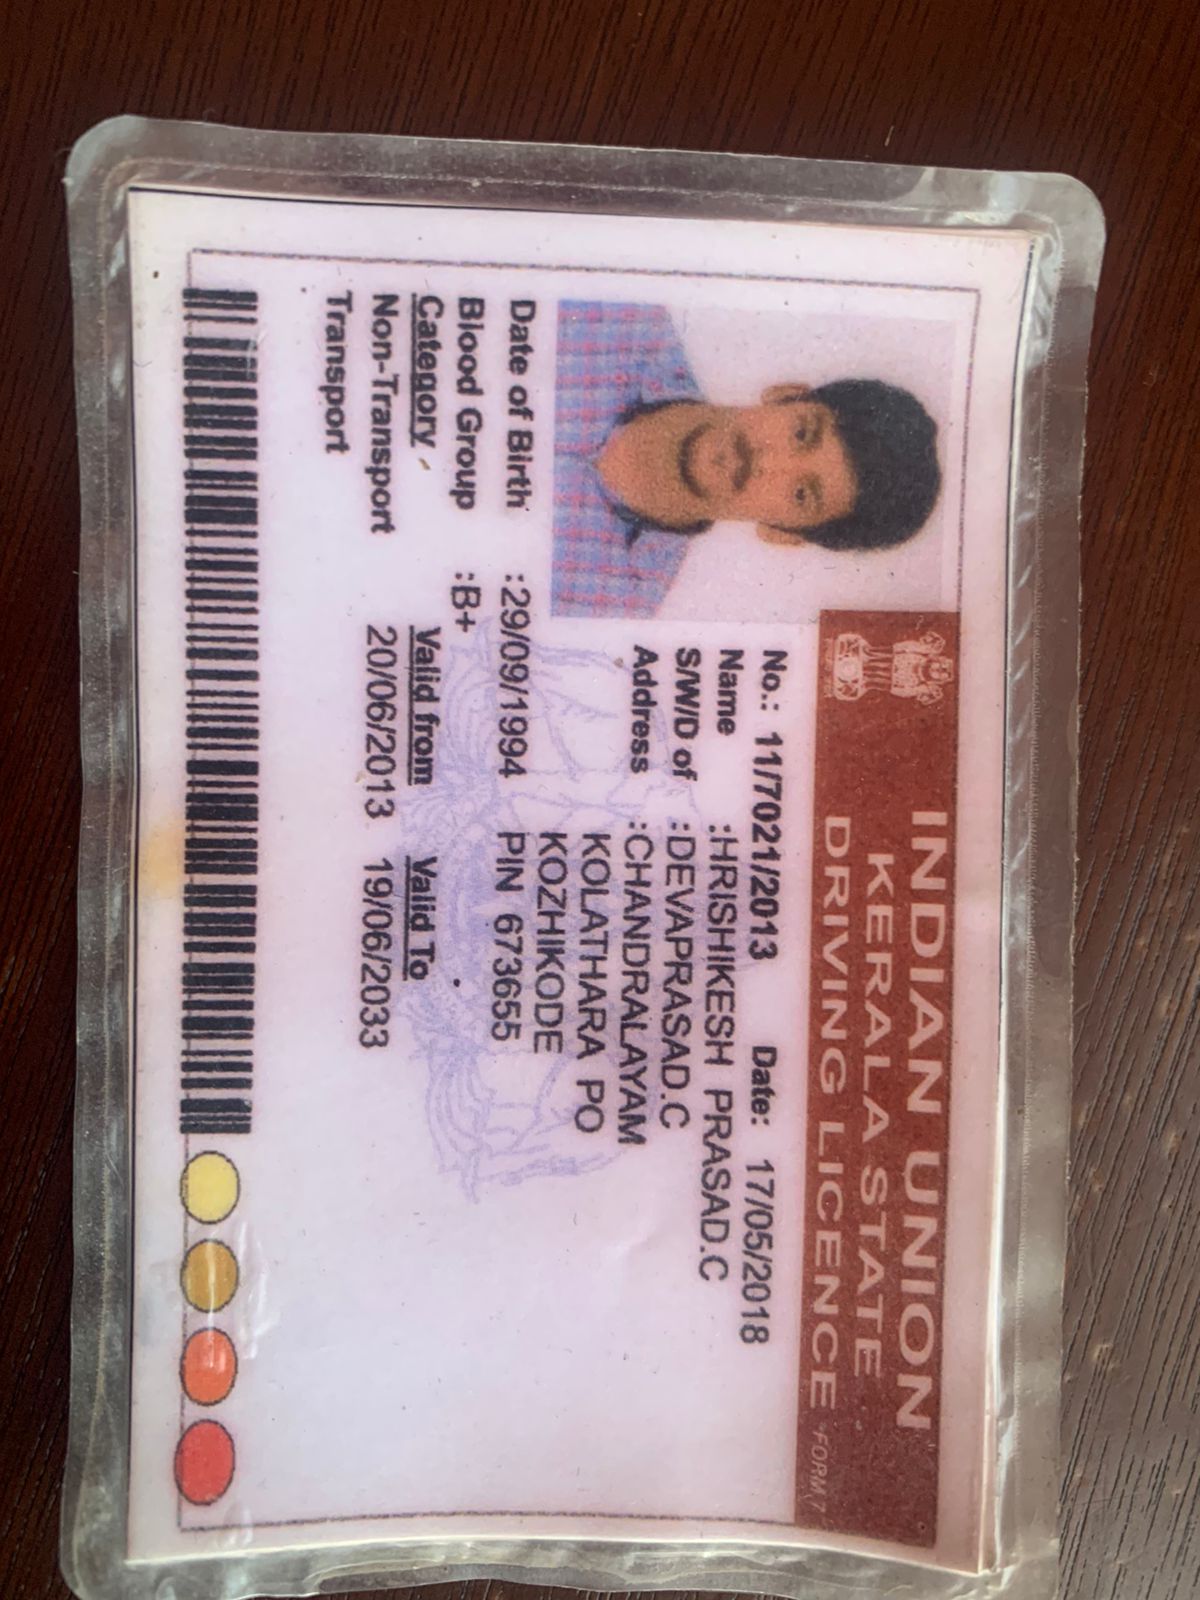 INDIAN UNION
KERALA STATE
DRIVING LICENCE -FORM 7
No.: 11/7021/2013 Date: 17/05/2018
Name :HRISHIKESH PRASAD.C
S/W/D of :DEVAPRASAD.C
Address :CHANDRALAYAM
KOLATHARA PO
KOZHIKODE
Date of Birth :29/09/1994 PIN 673655
Blood Group :B+
Category Valid from Valid To
Non-Transport 20/06/2013 19/06/2033
Transport